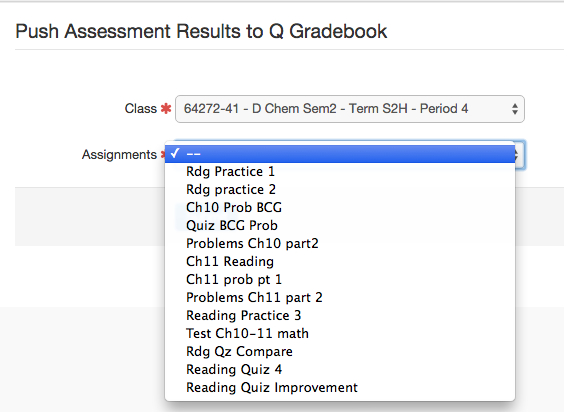 Push Assessment Results to Q Gradebook
Class ✱ 64272-41 - D Chem Sem2 - Term S2H - Period 4
Assignments ✱ ✓ --
Rdg Practice 1
Rdg practice 2
Ch10 Prob BCG
Quiz BCG Prob
Problems Ch10 part2
Ch11 Reading
Ch11 prob pt 1
Problems Ch11 part 2
Reading Practice 3
Test Ch10-11 math
Rdg Qz Compare
Reading Quiz 4
Reading Quiz Improvement